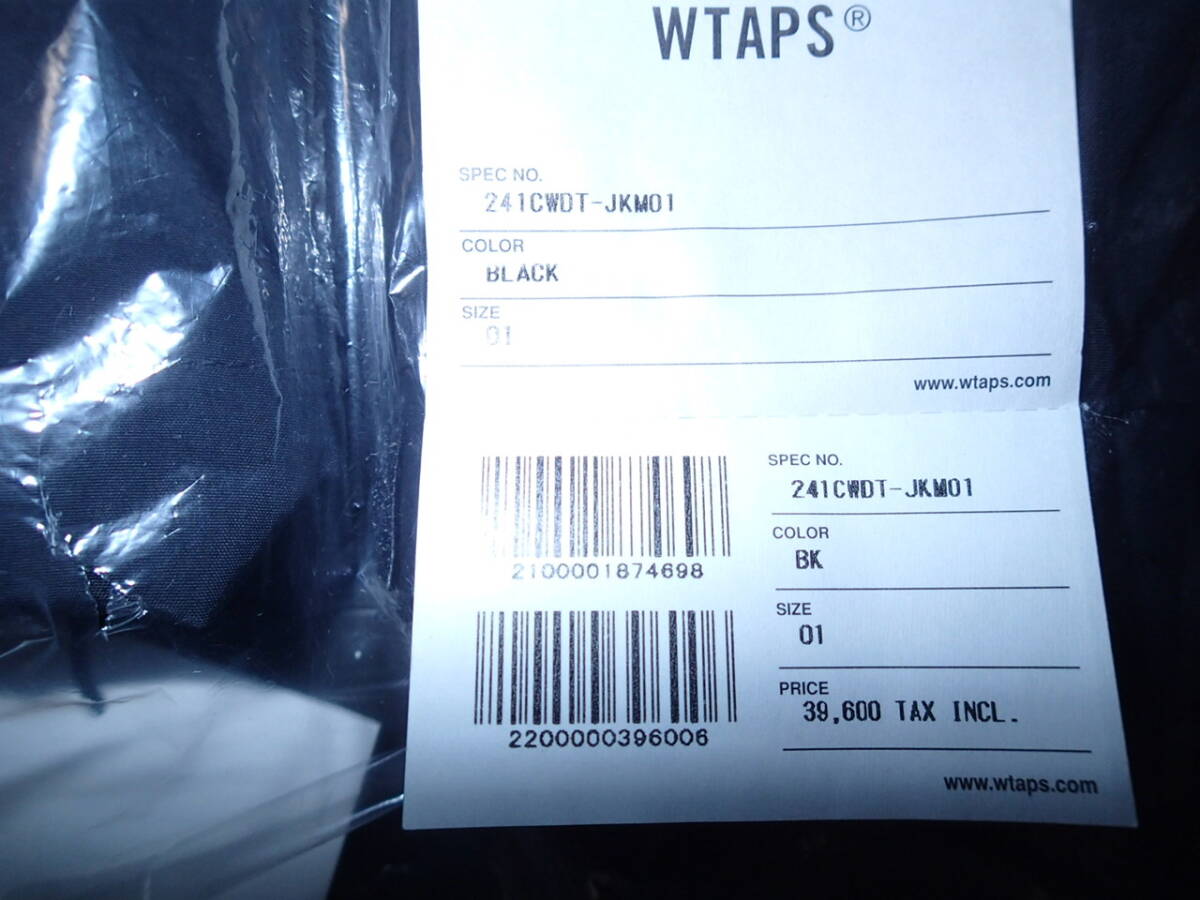 WTAPS®
SPEC NO.
241CWDT-JKM01
COLOR
BLACK
SIZE
01
www.wtaps.com
2100001874698
2200000396006
SPEC NO.
241CWDT-JKM01
COLOR
BK
SIZE
01
PRICE
39,600 TAX INCL.
www.wtaps.com